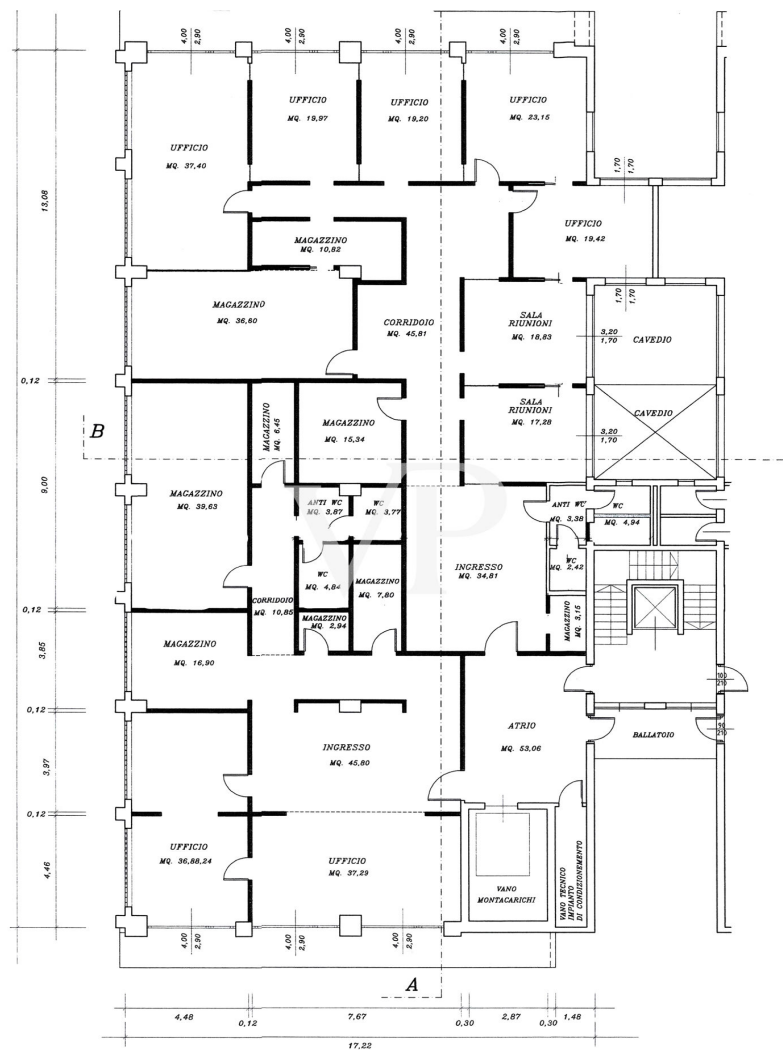 4,00
2,90
4,00
2,90
4,00
2,90
4,00
2,90
UFFICIO
MQ. 19,97
UFFICIO
MQ. 19,20
UFFICIO
MQ. 23,15
UFFICIO
MQ. 37,40
1,70
1,70
13,08
UFFICIO
MQ. 19,42
MAGAZZINO
MQ. 10,82
1,70
1,70
MAGAZZINO
MQ. 36,60
CORRIDOIO
MQ. 45,81
SALA
RIUNIONI
MQ. 18,83
3,20
1,70
CAVEDIO
0,12
B
MAGAZZINO
MQ. 6,45
MAGAZZINO
MQ. 15,34
SALA
RIUNIONI
MQ. 17,28
3,20
1,70
CAVEDIO
9,00
MAGAZZINO
MQ. 39,63
VP
ANTI WC
MQ. 3,87
WC
MQ. 3,77
ANTI WC
MQ. 3,38
WC
MQ. 4,94
INGRESSO
MQ. 34,81
WC
MQ. 2,42
WC
MQ. 4,84
MAGAZZINO
MQ. 7,80
CORRIDOIO
MQ. 10,85
0,12
MAGAZZINO
MQ. 2,94
MAGAZZINO
MQ. 3,15
3,85
MAGAZZINO
MQ. 16,90
100
210
0,12
INGRESSO
MQ. 45,80
ATRIO
MQ. 53,06
90
210
BALLATOIO
3,97
0,12
UFFICIO
MQ. 36,88,24
UFFICIO
MQ. 37,29
4,46
VANO
MONTACARICHI
VANO TECNICO
IMPIANTO
DI CONDIZIONEMENTO
4,00
2,90
4,00
2,90
4,00
2,90
A
4,48
7,67
2,87
1,48
0,12
0,30
0,30
17,22